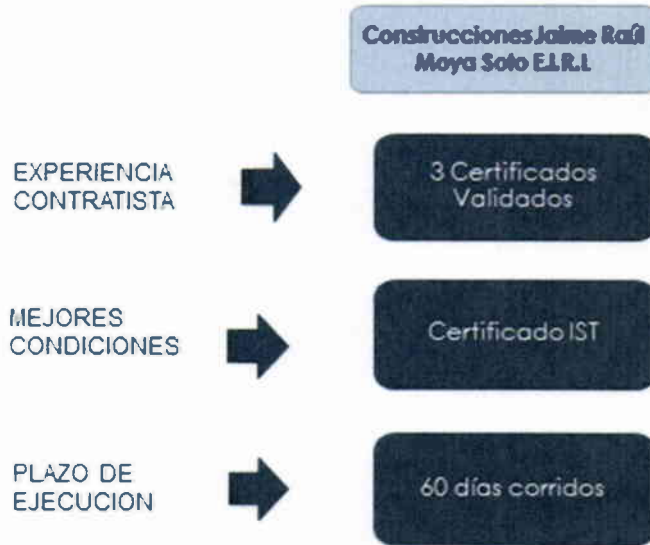 Construcciones Jaime Raúl
Moya Soto E.I.R.L
EXPERIENCIA
CONTRATISTA
3 Certificados
Validados
MEJORES
CONDICIONES
Certificado IST
PLAZO DE
EJECUCION
60 días corridos